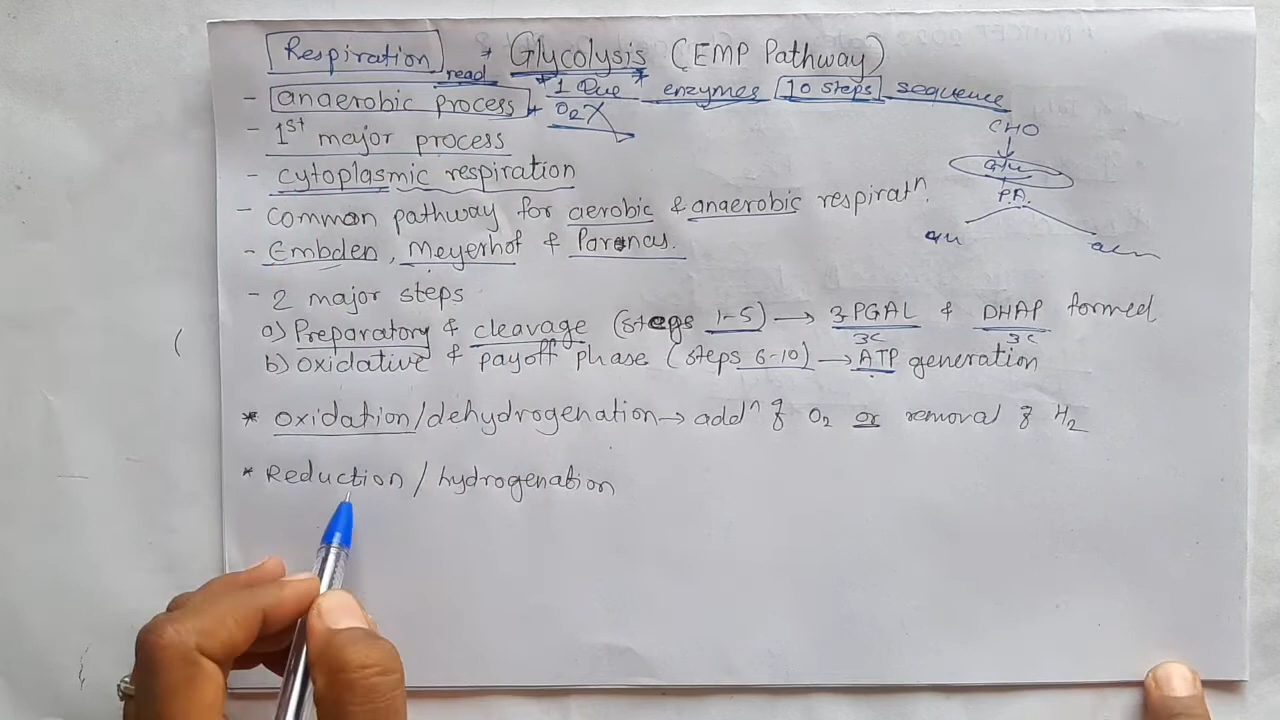 Respiration * Glycolysis (EMP Pathway)
read * 1 Que * enzymes 10 steps sequence
- anaerobic process * O₂ X
- 1st major process
- cytoplasmic respiration
- common pathway for aerobic & anaerobic respiratⁿ.
- Embden, Meyerhof & Parenas.
- 2 major steps
a) Preparatory & cleavage (steps 1-5) → 3-PGAL & DHAP formed
3C 3C
b) Oxidative & payoff phase (steps 6-10) → ATP generation
* Oxidation/dehydrogenation → addⁿ of O₂ or removal of H₂
* Reduction / hydrogenation
CHO
P.A.